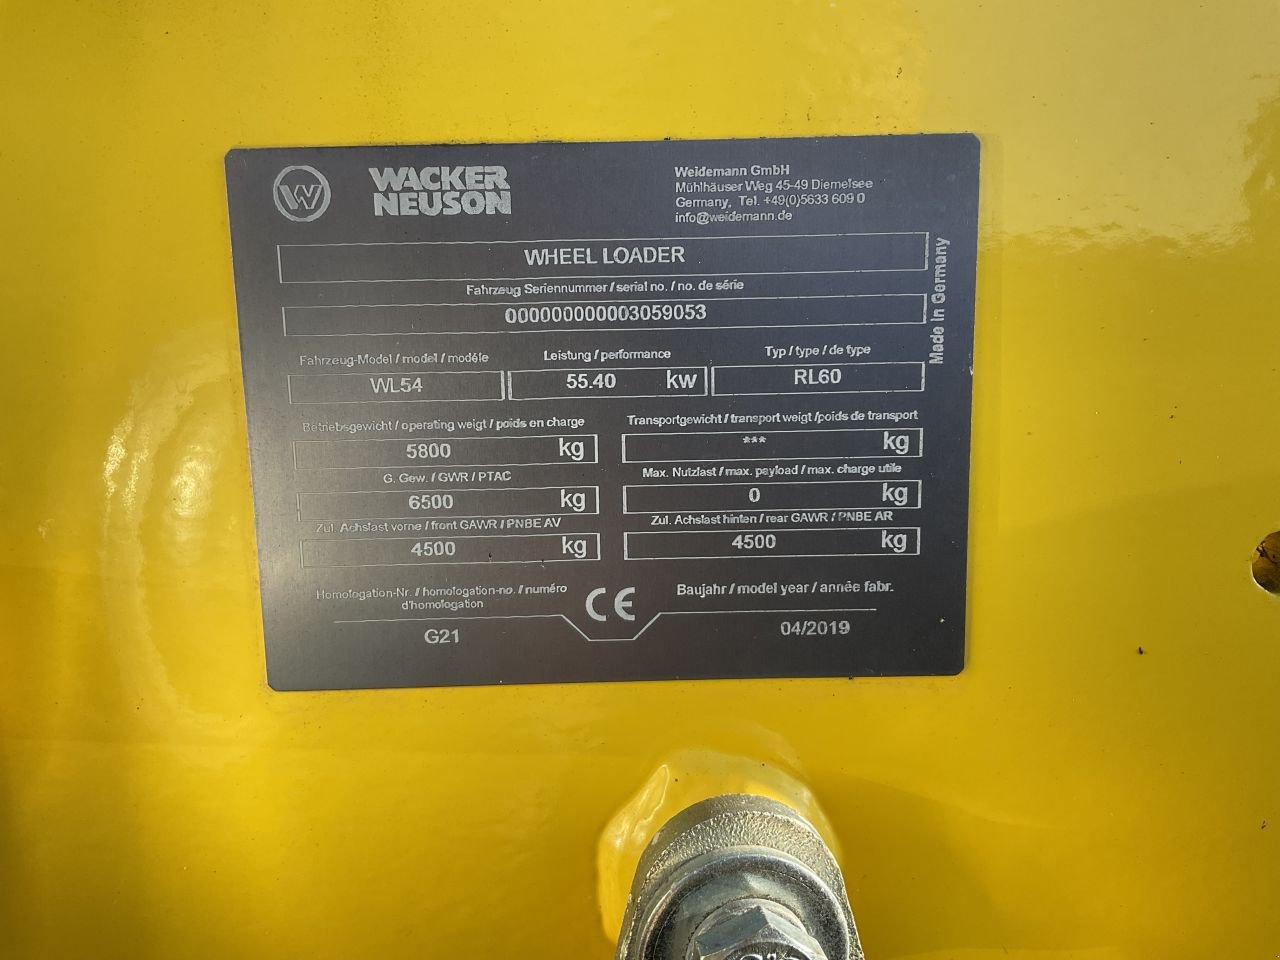 WACKER
NEUSON
Weidemann GmbH
Mühlhäuser Weg 45-49 Diemelsee
Germany, Tel. +49(0)5633 609 0
info@weidemann.de
WHEEL LOADER
Made in Germany
Fahrzeug Seriennummer / serial no. / no. de série
000000000003059053
Fahrzeug-Model / model / modéle
Leistung / performance
Typ / type / de type
WL54
55.40 kw
RL60
Betriebsgewicht / operating weigt / poids en charge
Transportgewicht / transport weigt /poids de transport
5800 kg
*** kg
G. Gew. / GWR / PTAC
Max. Nutzlast / max. payload / max. charge utile
6500 kg
0 kg
Zul. Achslast vorne / front GAWR / PNBE AV
Zul. Achslast hinten / rear GAWR / PNBE AR
4500 kg
4500 kg
Homologation-Nr. / homologation-no. / numéro
d'homologation
CE
Baujahr / model year / année fabr.
G21
04/2019